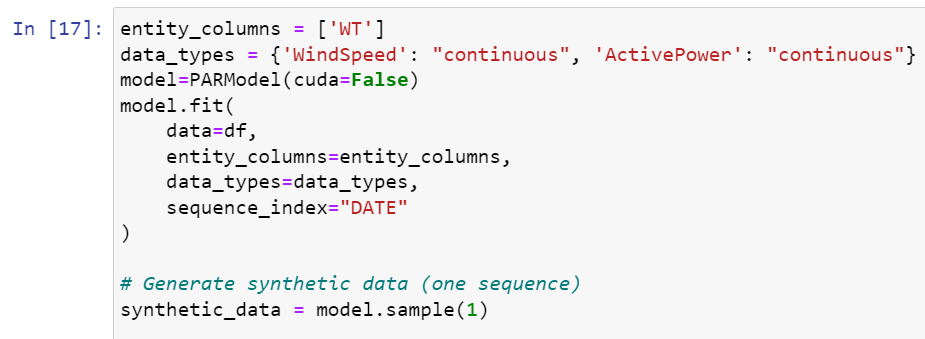 In [17]: entity_columns = ['WT']
data_types = {'WindSpeed': "continuous", 'ActivePower': "continuous"}
model=PARModel(cuda=False)
model.fit(
    data=df,
    entity_columns=entity_columns,
    data_types=data_types,
    sequence_index="DATE"
)
# Generate synthetic data (one sequence)
synthetic_data = model.sample(1)